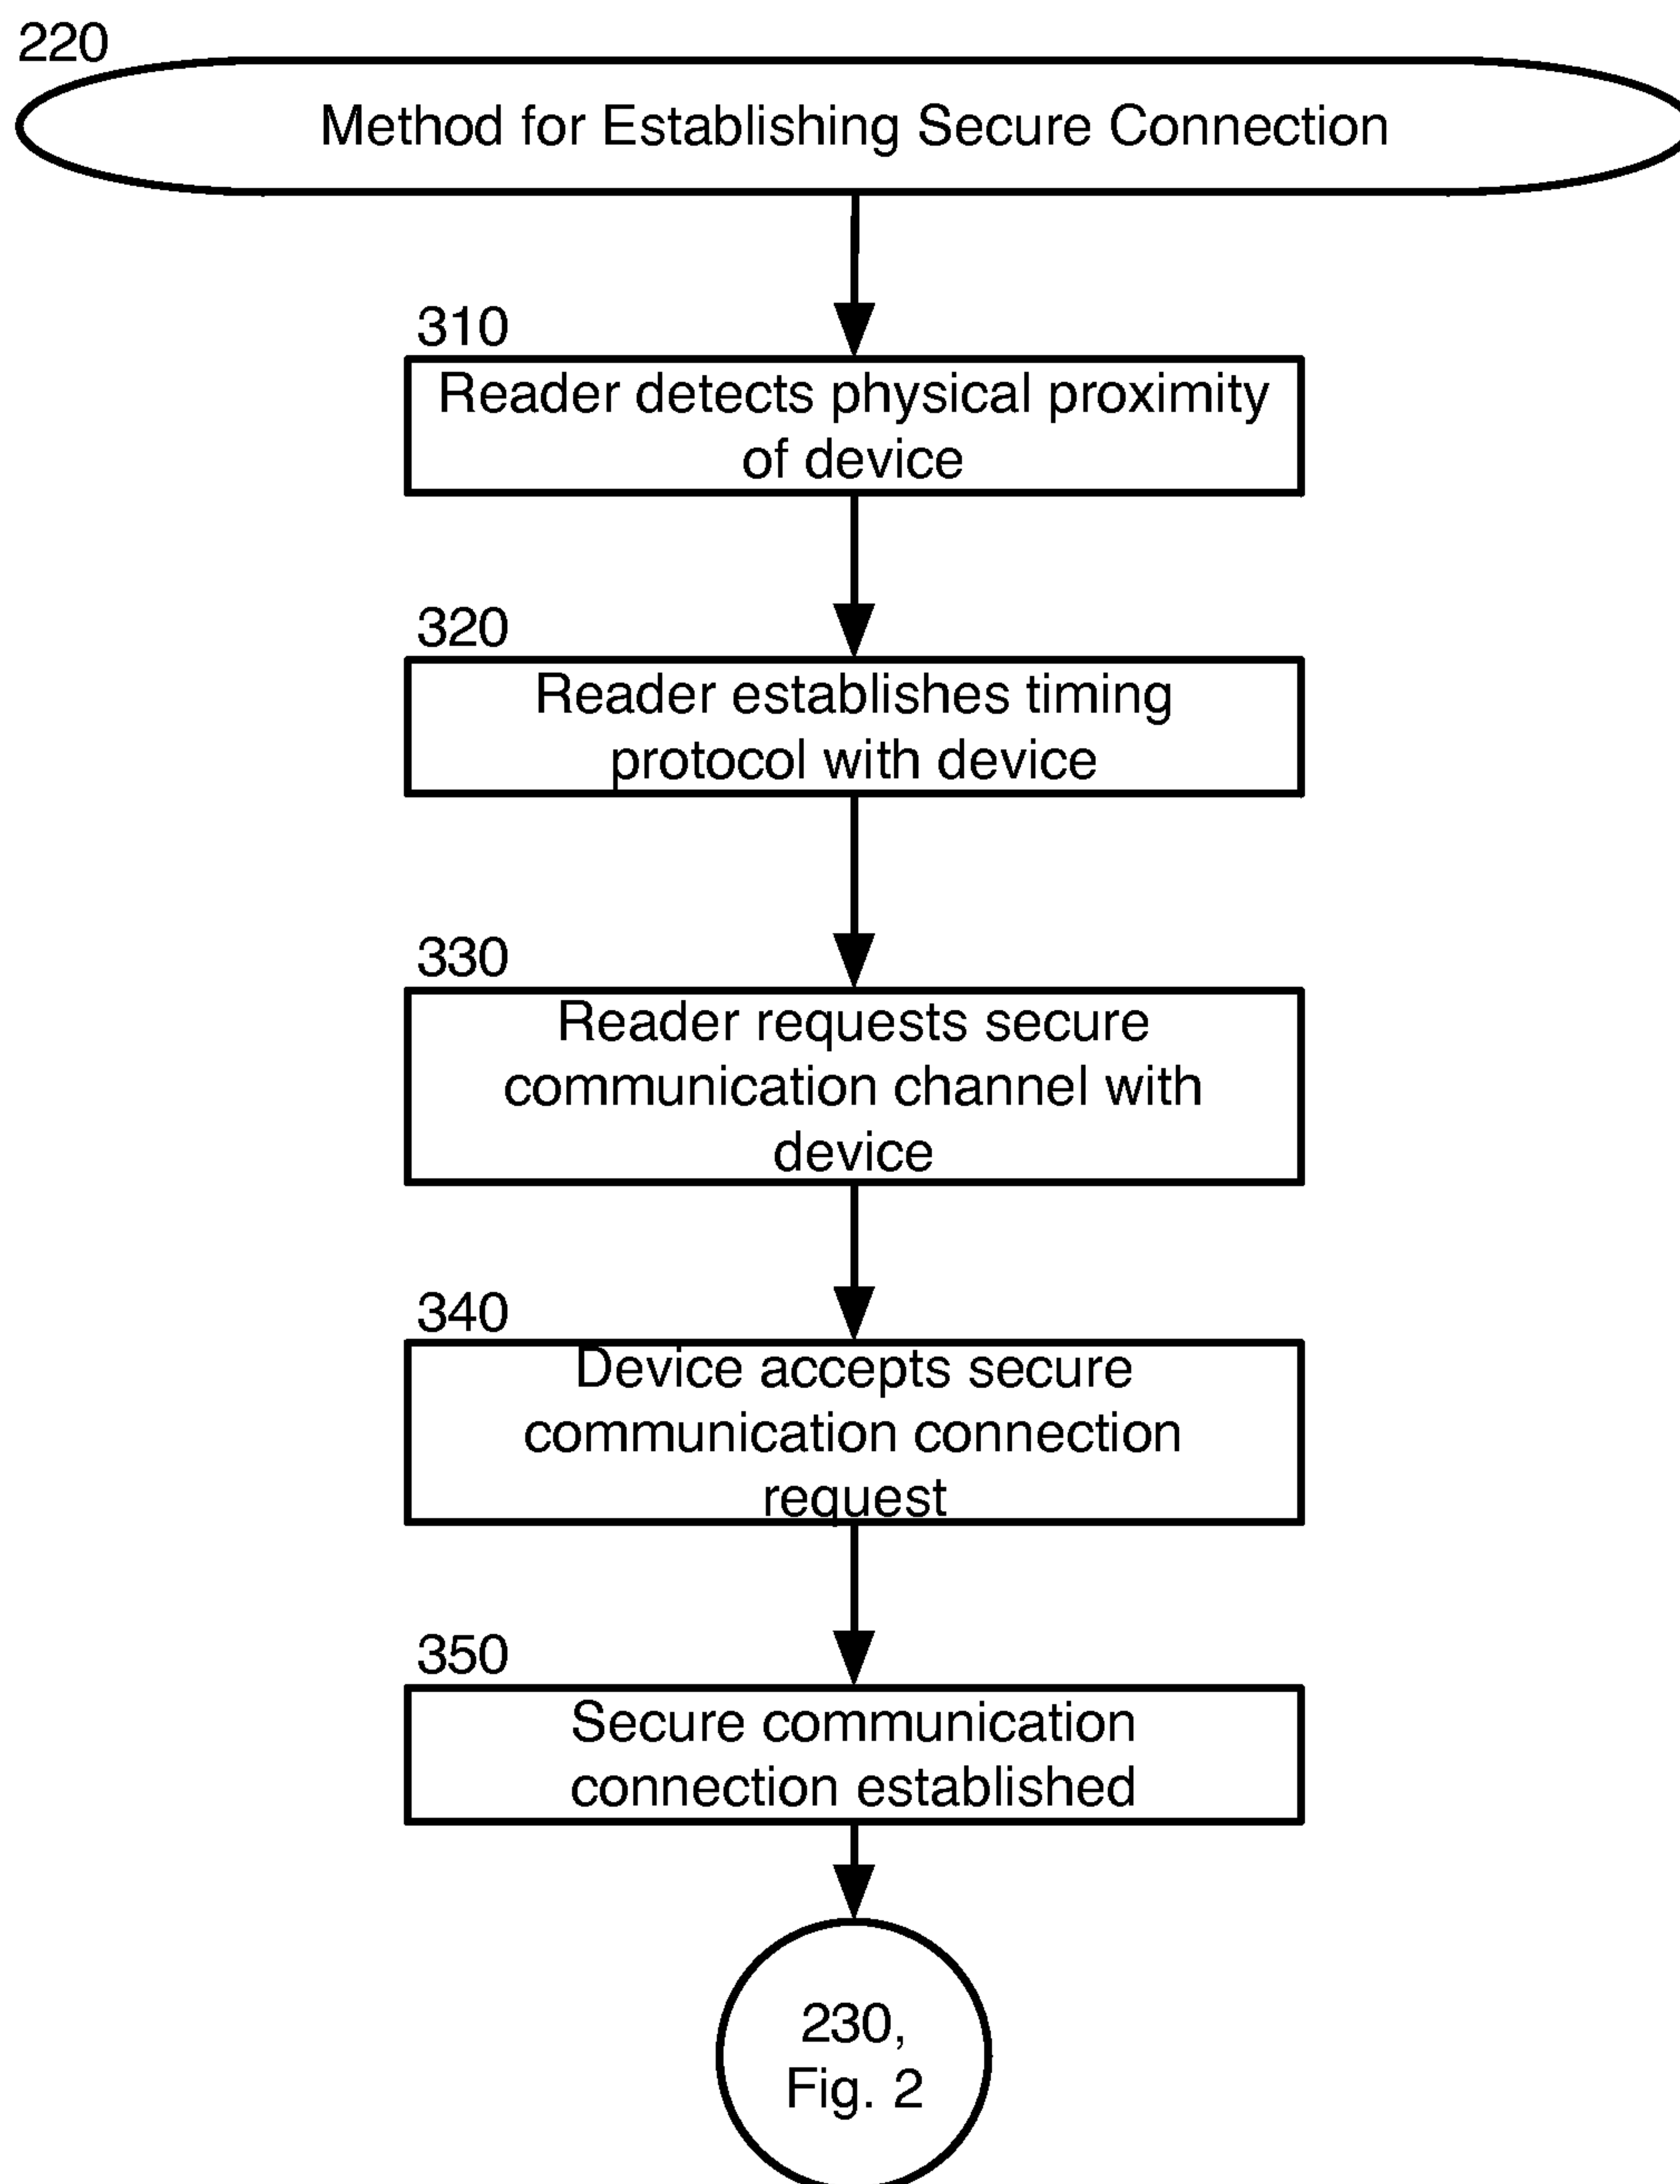 220
Method for Establishing Secure Connection
310
Reader detects physical proximity
of device
320
Reader establishes timing
protocol with device
330
Reader requests secure
communication channel with
device
340
Device accepts secure
communication connection
request
350
Secure communication
connection established
230,
Fig. 2